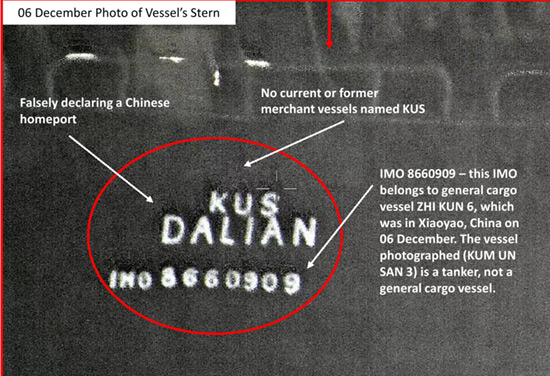 06 December Photo of Vessel's Stern
No current or former
merchant vessels named KUS
Falsely declaring a Chinese
homeport
KUS
DALIAN
IMO 8660909
IMO 8660909 – this IMO
belongs to general cargo
vessel ZHI KUN 6, which
was in Xiaoyao, China on
06 December. The vessel
photographed (KUM UN
SAN 3) is a tanker, not a
general cargo vessel.